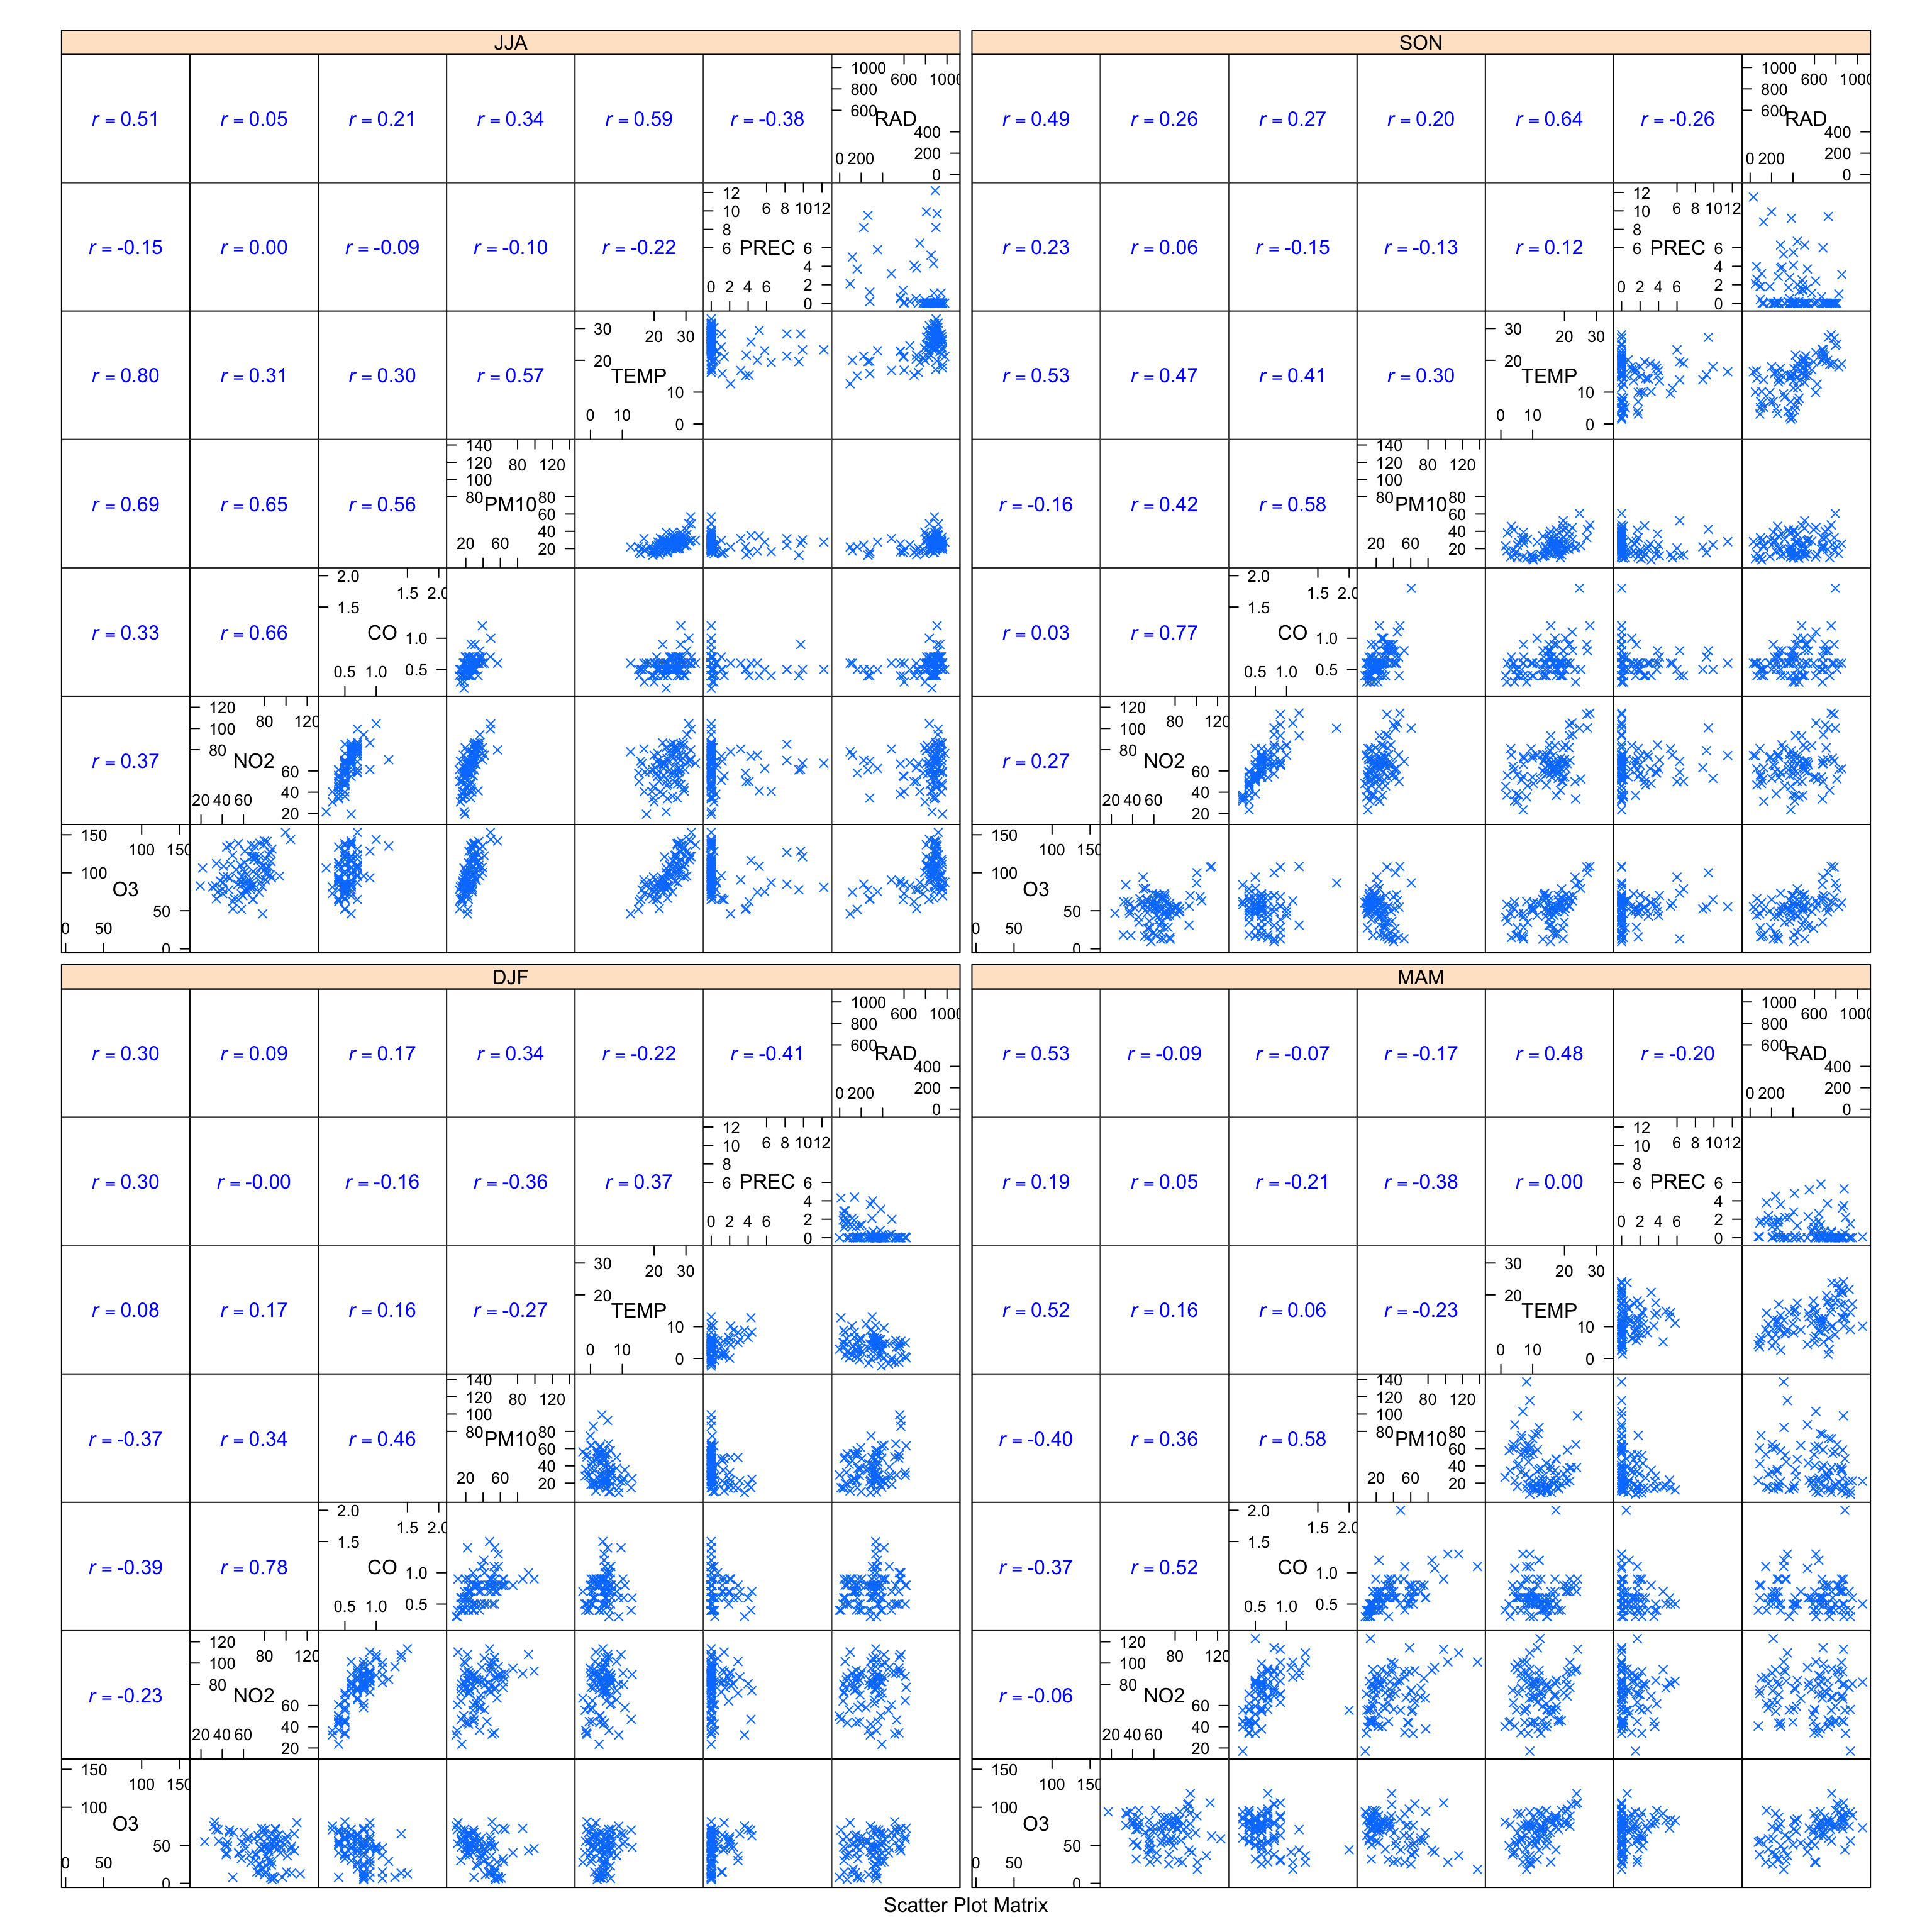 JJA
1000
600 1000
800
600
r = 0.51 r = 0.05 r = 0.21 r = 0.34 r = 0.59 r = -0.38 RAD
400
0 200 200
0
12
6 8 10 12
10
8
r = -0.15 r = 0.00 r = -0.09 r = -0.10 r = -0.22 6 PREC 6
4
0 2 4 6 2
0
30
20 30
20
r = 0.80 r = 0.31 r = 0.30 r = 0.57 TEMP
10
0 10 0
140
120 80 120
100
80 80
r = 0.69 r = 0.65 r = 0.56 PM10
60
40
20 60 20
2.0
1.5 2.0
1.5
r = 0.33 r = 0.66 CO 1.0
0.5 1.0 0.5
120
80 120
100
80
r = 0.37 NO2
60
20 40 60 40
20
150
100 150
100
O3
50
0 50
0
SON
1000
600 1000
800
600
r = 0.49 r = 0.26 r = 0.27 r = 0.20 r = 0.64 r = -0.26 RAD
400
0 200 200
0
12
6 8 10 12
10
8
r = 0.23 r = 0.06 r = -0.15 r = -0.13 r = 0.12 6 PREC 6
4
0 2 4 6 2
0
30
20 30
20
r = 0.53 r = 0.47 r = 0.41 r = 0.30 TEMP
10
0 10 0
140
120 80 120
100
80 80
r = -0.16 r = 0.42 r = 0.58 PM10
60
40
20 60 20
2.0
1.5 2.0
1.5
r = 0.03 r = 0.77 CO 1.0
0.5 1.0 0.5
120
80 120
100
80
r = 0.27 NO2
60
20 40 60 40
20
150
100 150
100
O3
50
0 50
0
DJF
1000
600 1000
800
600
r = 0.30 r = 0.09 r = 0.17 r = 0.34 r = -0.22 r = -0.41 RAD
400
0 200 200
0
12
6 8 10 12
10
8
r = 0.30 r = -0.00 r = -0.16 r = -0.36 r = 0.37 6 PREC 6
4
0 2 4 6 2
0
30
20 30
20
r = 0.08 r = 0.17 r = 0.16 r = -0.27 TEMP
10
0 10 0
140
120 80 120
100
80 80
r = -0.37 r = 0.34 r = 0.46 PM10
60
40
20 60 20
2.0
1.5 2.0
1.5
r = -0.39 r = 0.78 CO 1.0
0.5 1.0 0.5
120
80 120
100
80
r = -0.23 NO2
60
20 40 60 40
20
150
100 150
100
O3
50
0 50
0
MAM
1000
600 1000
800
600
r = 0.53 r = -0.09 r = -0.07 r = -0.17 r = 0.48 r = -0.20 RAD
400
0 200 200
0
12
6 8 10 12
10
8
r = 0.19 r = 0.05 r = -0.21 r = -0.38 r = 0.00 6 PREC 6
4
0 2 4 6 2
0
30
20 30
20
r = 0.52 r = 0.16 r = 0.06 r = -0.23 TEMP
10
0 10 0
140
120 80 120
100
80 80
r = -0.40 r = 0.36 r = 0.58 PM10
60
40
20 60 20
2.0
1.5 2.0
1.5
r = -0.37 r = 0.52 CO 1.0
0.5 1.0 0.5
120
80 120
100
80
r = -0.06 NO2
60
20 40 60 40
20
150
100 150
100
O3
50
0 50
0
Scatter Plot Matrix